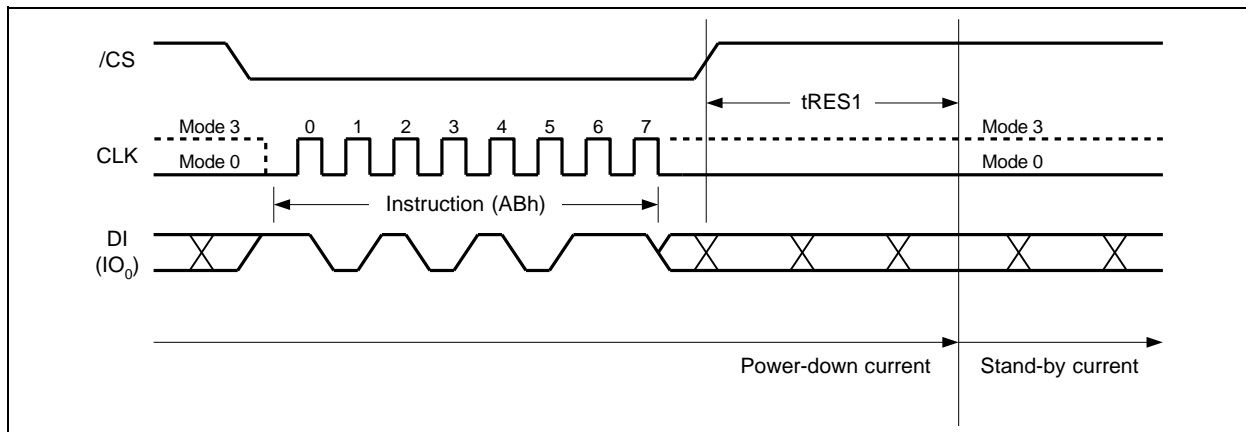 /CS
tRES1
Mode 3
0 1 2 3 4 5 6 7
Mode 3
CLK
Mode 0
Mode 0
Instruction (ABh)
DI
(IO0)
Power-down current
Stand-by current